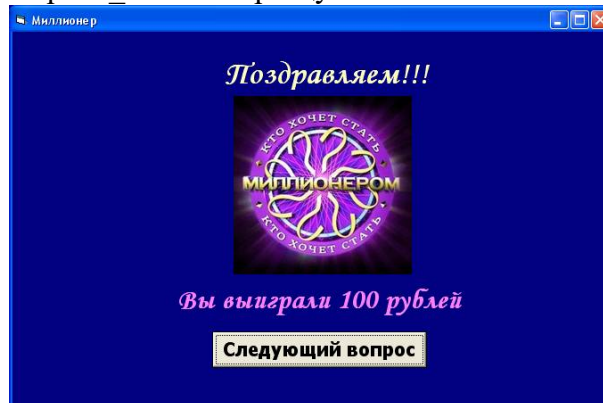 Миллионер
Поздравляем!!!
КТО ХОЧЕТ СТАТЬ
МИЛЛИОНЕРОМ
КТО ХОЧЕТ СТАТЬ
Вы выиграли 100 рублей
Следующий вопрос